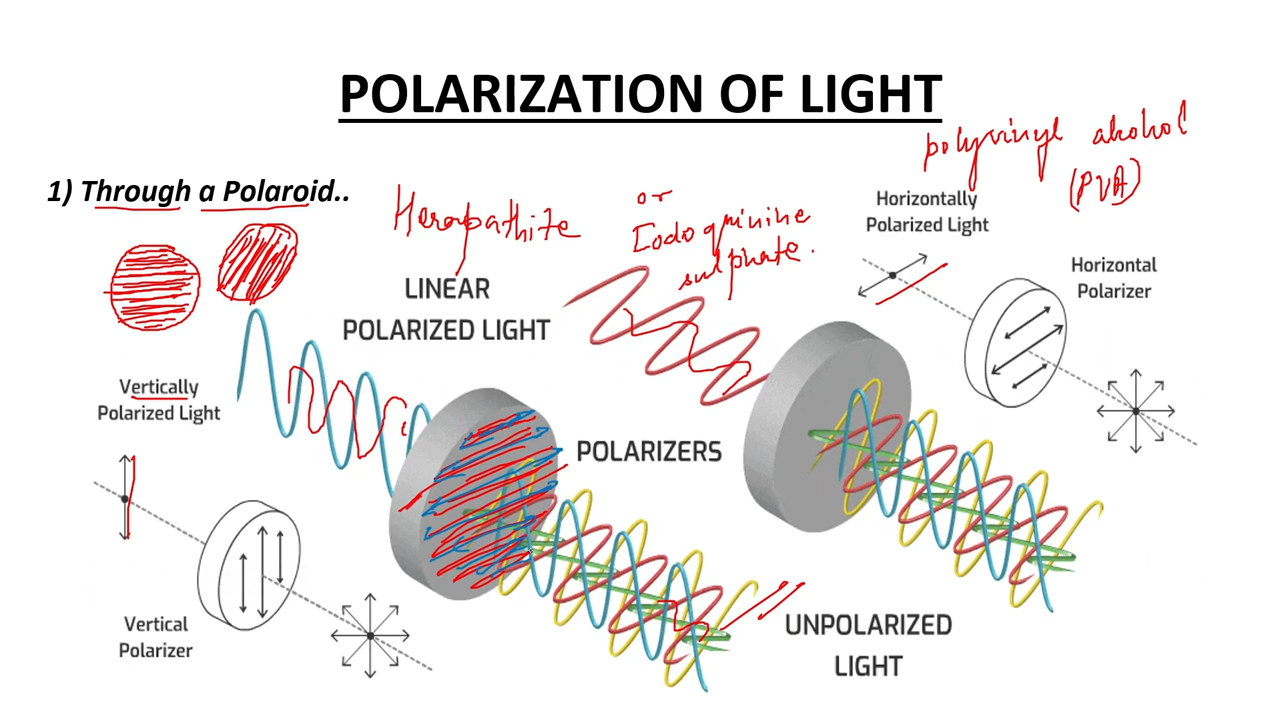 POLARIZATION OF LIGHT
polyvinyl alcohol
(PVA)
1) Through a Polaroid..
Herapathite
or
Iodoquinine
sulphate.
Horizontally
Polarized Light
Horizontal
Polarizer
LINEAR
POLARIZED LIGHT
Vertically
Polarized Light
POLARIZERS
Vertical
Polarizer
UNPOLARIZED
LIGHT